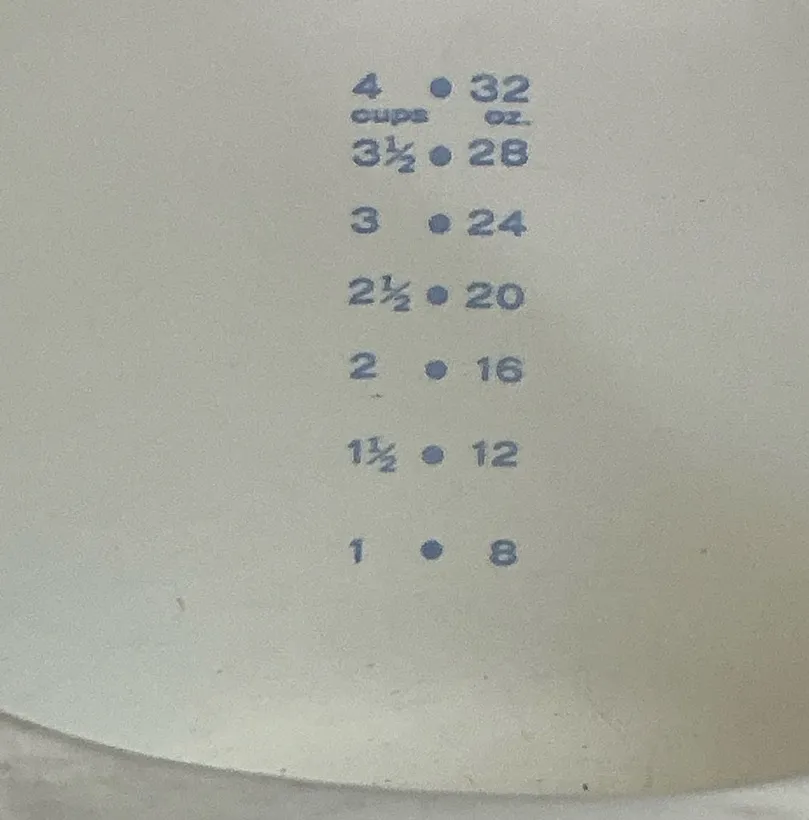 4 • 32
cups oz.
3½ • 28
3 • 24
2½ • 20
2 • 16
1½ • 12
1 • 8